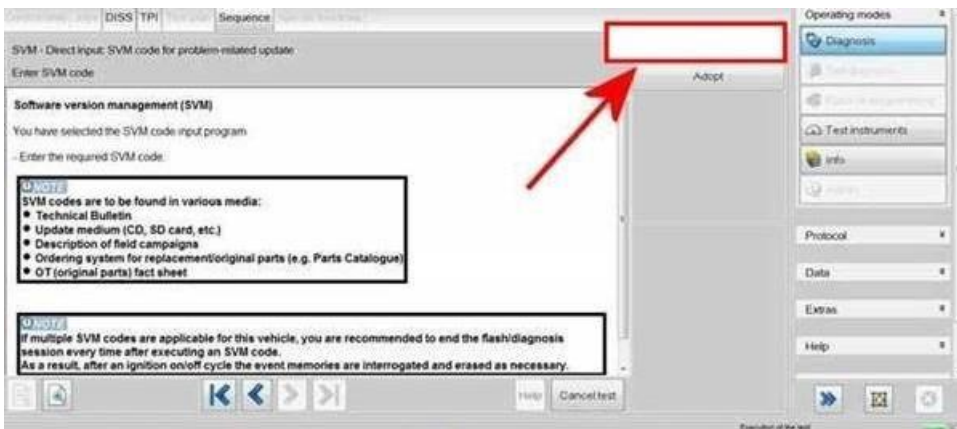 DISS TPI Sequence
Operating modes
SVM - Direct input: SVM code for problem-related update
Diagnosis
Enter SVM code
Adopt
Software version management (SVM)
You have selected the SVM code input program
Test instruments
- Enter the required SVM code.
Info
NOTE
SVM codes are to be found in various media:
Technical Bulletin
Update medium (CD, SD card, etc.)
Description of field campaigns
Ordering system for replacement/original parts (e.g. Parts Catalogue)
OT (original parts) fact sheet
Protocol
Data
Extras
Help
NOTE
If multiple SVM codes are applicable for this vehicle, you are recommended to end the flash/diagnosis
session every time after executing an SVM code.
As a result, after an ignition on/off cycle the event memories are interrogated and erased as necessary.
Help
Cancel test